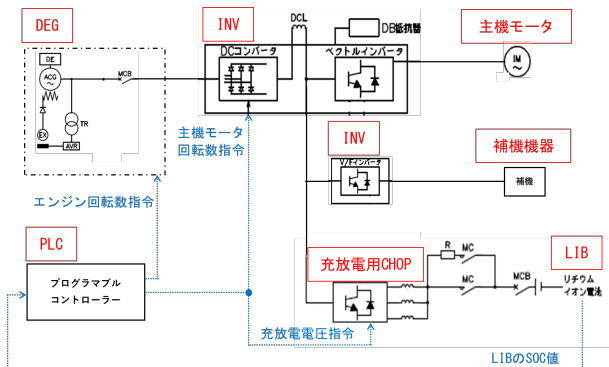 DEG
INV
DCL
DB抵抗器
主機モータ
DCコンバータ
ベクトルインバータ
DE
ACG
MCB
IM
EX
TR
AVR
主機モータ
回転数指令
INV
V/Fインバータ
補機機器
補機
エンジン回転数指令
PLC
プログラマブル
コントローラー
充放電用CHOP
R
MC
MC
MCB
LIB
リチウム
イオン電池
充放電電圧指令
LIBのSOC値